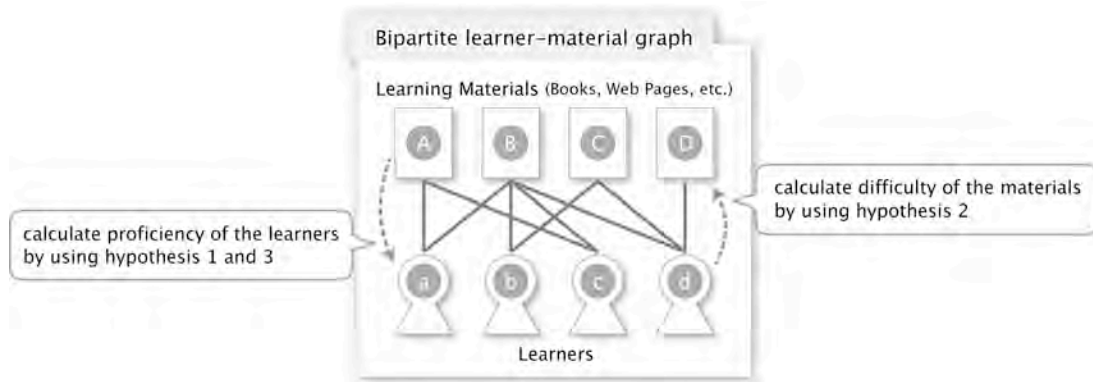 Bipartite learner-material graph
Learning Materials (Books, Web Pages, etc.)
A B C D
calculate difficulty of the materials
by using hypothesis 2
calculate proficiency of the learners
by using hypothesis 1 and 3
a b c d
Learners